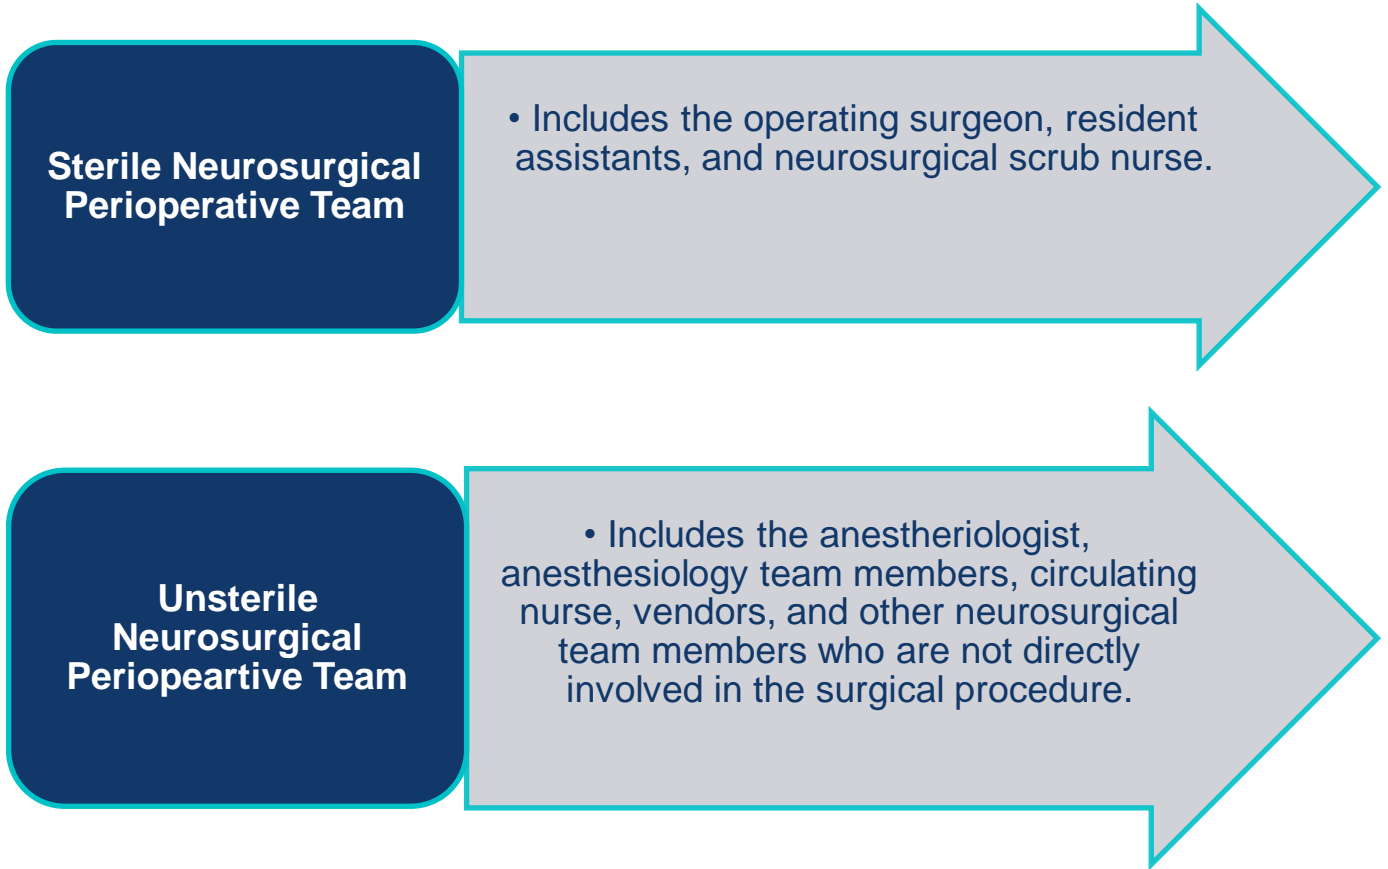 Sterile Neurosurgical
Perioperative Team
• Includes the operating surgeon, resident
assistants, and neurosurgical scrub nurse.
Unsterile
Neurosurgical
Periopeartive Team
• Includes the anestheriologist,
anesthesiology team members, circulating
nurse, vendors, and other neurosurgical
team members who are not directly
involved in the surgical procedure.